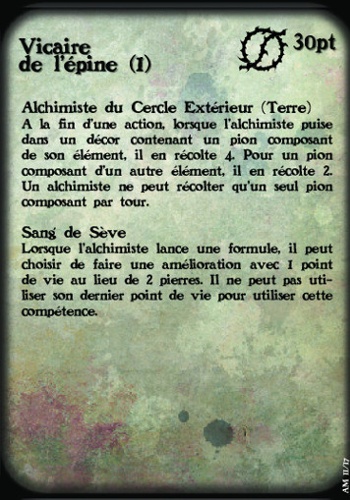 Vicaire
de l'épine (1)
30pt
Alchimiste du Cercle Extérieur (Terre)
A la fin d'une action, lorsque l'alchimiste puise
dans un décor contenant un pion composant
de son élément, il en récolte 4. Pour un pion
composant d'un autre élément, il en récolte 2.
Un alchimiste ne peut récolter qu'un seul pion
composant par tour.
Sang de Sève
Lorsque l'alchimiste lance une formule, il peut
choisir de faire une amélioration avec 1 point
de vie au lieu de 2 pierres. Il ne peut pas uti-
liser son dernier point de vie pour utiliser cette
compétence.
AM 11/17